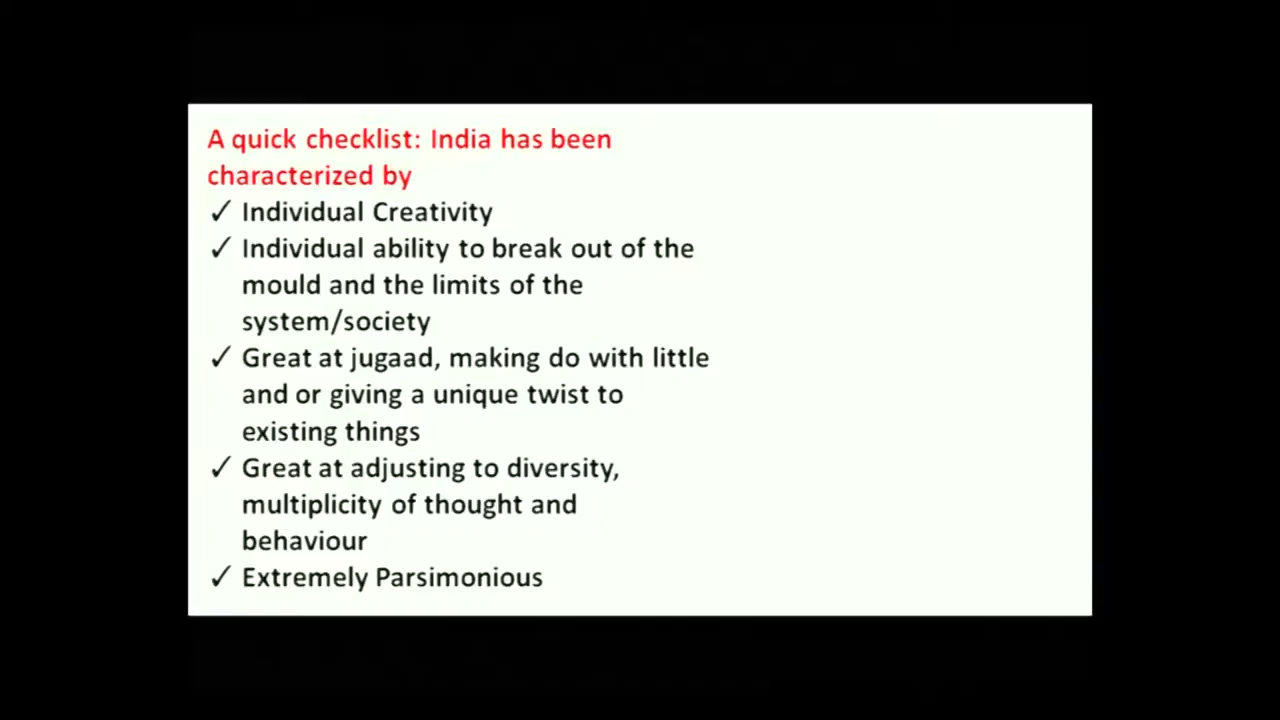 A quick checklist: India has been
characterized by
✓ Individual Creativity
✓ Individual ability to break out of the
mould and the limits of the
system/society
✓ Great at jugaad, making do with little
and or giving a unique twist to
existing things
✓ Great at adjusting to diversity,
multiplicity of thought and
behaviour
✓ Extremely Parsimonious